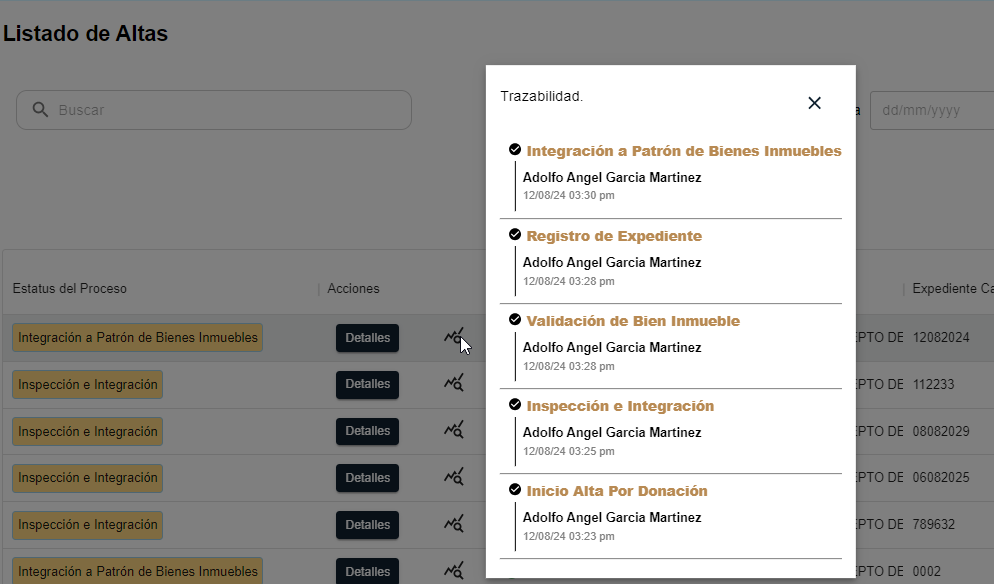 Listado de Altas
Buscar
a
dd/mm/yyyy
Trazabilidad.
Integración a Patrón de Bienes Inmuebles
Adolfo Angel Garcia Martinez
12/08/24 03:30 pm
Registro de Expediente
Adolfo Angel Garcia Martinez
12/08/24 03:28 pm
Validación de Bien Inmueble
Adolfo Angel Garcia Martinez
12/08/24 03:28 pm
Inspección e Integración
Adolfo Angel Garcia Martinez
12/08/24 03:25 pm
Inicio Alta Por Donación
Adolfo Angel Garcia Martinez
12/08/24 03:23 pm
Estatus del Proceso Acciones Expediente Ca
Integración a Patrón de Bienes Inmuebles Detalles EPTO DE 12082024
Inspección e Integración Detalles EPTO DE 112233
Inspección e Integración Detalles EPTO DE 08082029
Inspección e Integración Detalles EPTO DE 06082025
Inspección e Integración Detalles EPTO DE 789632
Integración a Patrón de Bienes Inmuebles Detalles EPTO DE 0002